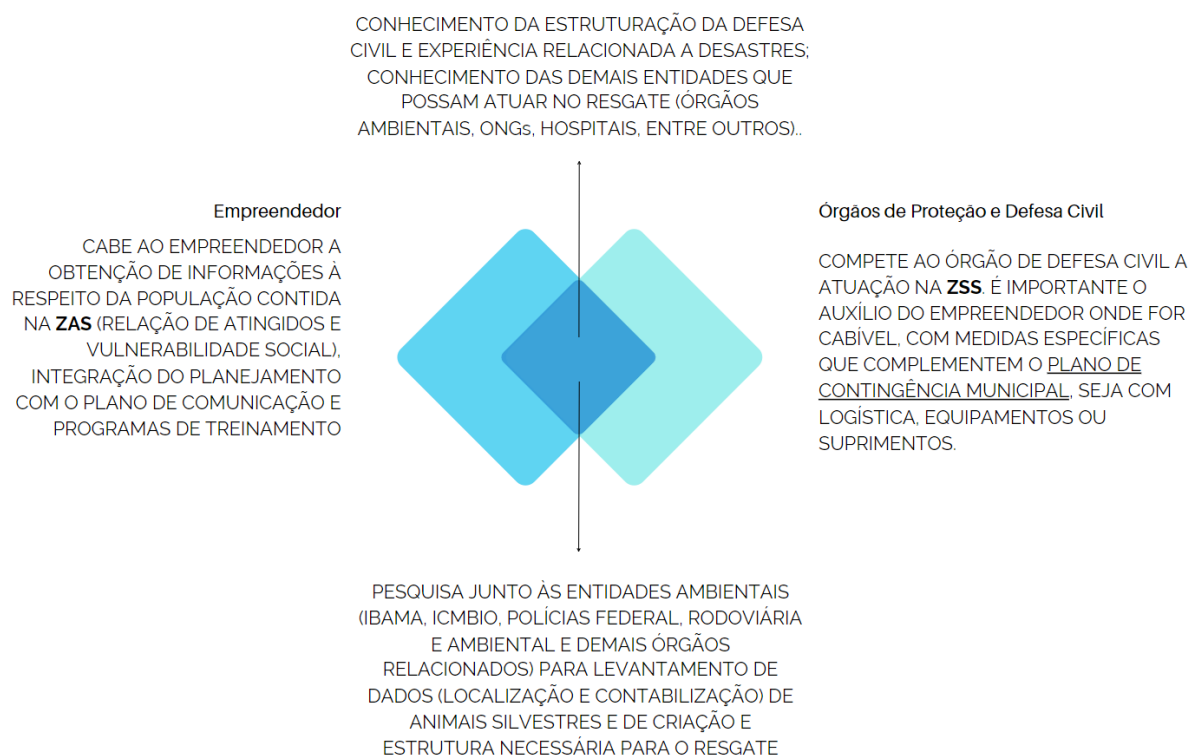 CONHECIMENTO DA ESTRUTURAÇÃO DA DEFESA
CIVIL E EXPERIÊNCIA RELACIONADA A DESASTRES;
CONHECIMENTO DAS DEMAIS ENTIDADES QUE
POSSAM ATUAR NO RESGATE (ÓRGÃOS
AMBIENTAIS, ONGs, HOSPITAIS, ENTRE OUTROS)..
Empreendedor
CABE AO EMPREENDEDOR A
OBTENÇÃO DE INFORMAÇÕES À
RESPEITO DA POPULAÇÃO CONTIDA
NA ZAS (RELAÇÃO DE ATINGIDOS E
VULNERABILIDADE SOCIAL),
INTEGRAÇÃO DO PLANEJAMENTO
COM O PLANO DE COMUNICAÇÃO E
PROGRAMAS DE TREINAMENTO
Órgãos de Proteção e Defesa Civil
COMPETE AO ÓRGÃO DE DEFESA CIVIL A
ATUAÇÃO NA ZSS. É IMPORTANTE O
AUXÍLIO DO EMPREENDEDOR ONDE FOR
CABÍVEL, COM MEDIDAS ESPECÍFICAS
QUE COMPLEMENTEM O PLANO DE
CONTINGÊNCIA MUNICIPAL, SEJA COM
LOGÍSTICA, EQUIPAMENTOS OU
SUPRIMENTOS.
PESQUISA JUNTO ÀS ENTIDADES AMBIENTAIS
(IBAMA, ICMBIO, POLÍCIAS FEDERAL, RODOVIÁRIA
E AMBIENTAL E DEMAIS ÓRGÃOS
RELACIONADOS) PARA LEVANTAMENTO DE
DADOS (LOCALIZAÇÃO E CONTABILIZAÇÃO) DE
ANIMAIS SILVESTRES E DE CRIAÇÃO E
ESTRUTURA NECESSÁRIA PARA O RESGATE